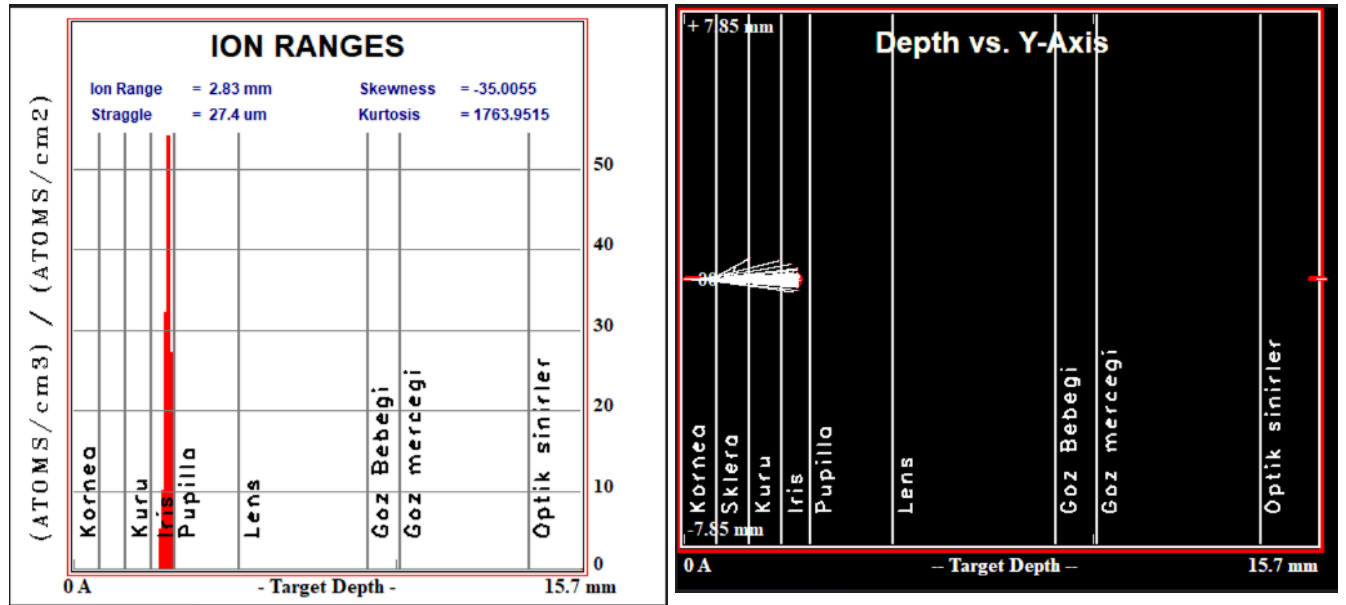 ION RANGES
Ion Range = 2.83 mm Skewness = -35.0055
Straggle = 27.4 um Kurtosis = 1763.9515
(ATOMS/cm3) / (ATOMS/cm2)
50
40
30
20
10
0
Kornea
Kuru
Iris
Pupilla
Lens
Goz Bebegi
Goz mercegi
Optik sinirler
0 A - Target Depth - 15.7 mm
+ 7.85 mm
Depth vs. Y-Axis
Kornea
Sklera
Kuru
Iris
Pupilla
Lens
Goz Bebegi
Goz mercegi
Optik sinirler
-7.85 mm
0 A -- Target Depth -- 15.7 mm